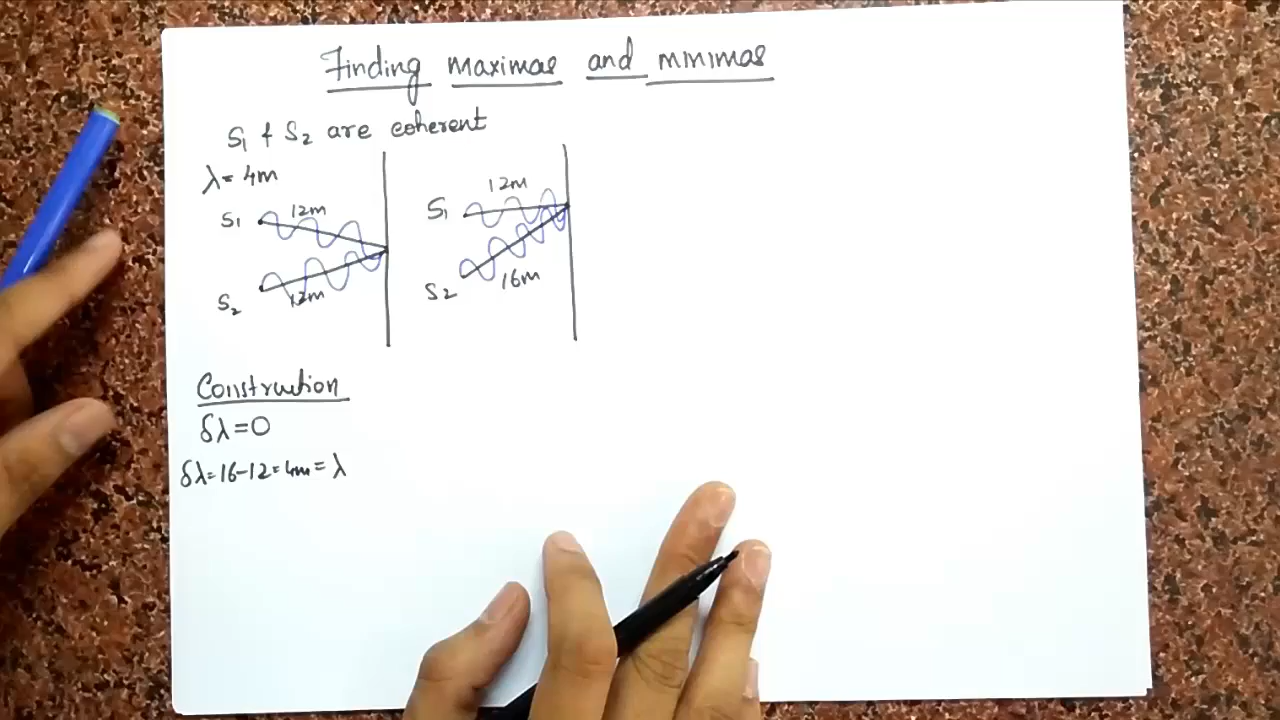 Finding maximas and minimas
S₁ & S₂ are coherent
λ = 4m
S₁ 12m
S₂ 12m
S₁ 12m
S₂ 16m
Construction
δλ=0
δλ=16-12=4m=λ